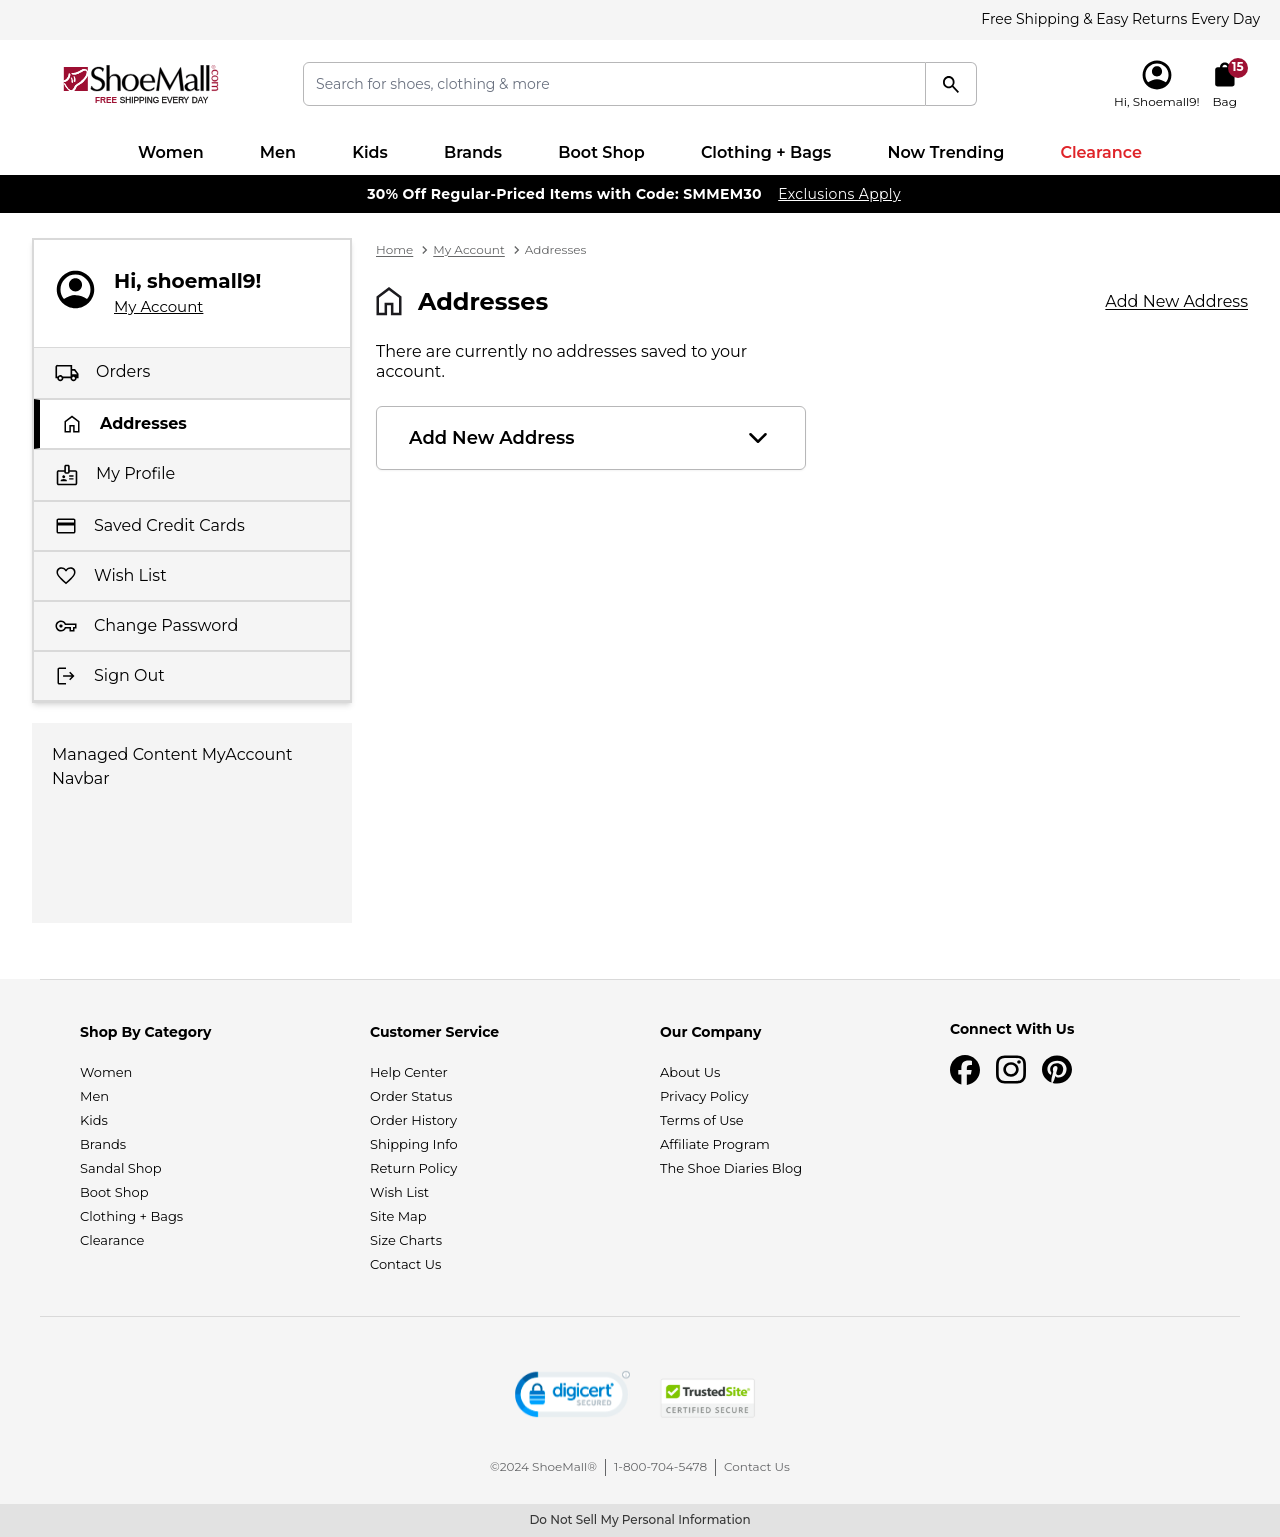 Free Shipping & Easy Returns Every Day
ShoeMall.com
FREE SHIPPING EVERY DAY
Search for shoes, clothing & more
15
Hi, Shoemall9!
Bag
Women
Men
Kids
Brands
Boot Shop
Clothing + Bags
Now Trending
Clearance
30% Off Regular-Priced Items with Code: SMMEM30 Exclusions Apply
Hi, shoemall9!
My Account
Orders
Addresses
My Profile
Saved Credit Cards
Wish List
Change Password
Sign Out
Managed Content MyAccount
Navbar
Home > My Account > Addresses
Addresses
Add New Address
There are currently no addresses saved to your
account.
Add New Address
Shop By Category
Women
Men
Kids
Brands
Sandal Shop
Boot Shop
Clothing + Bags
Clearance
Customer Service
Help Center
Order Status
Order History
Shipping Info
Return Policy
Wish List
Site Map
Size Charts
Contact Us
Our Company
About Us
Privacy Policy
Terms of Use
Affiliate Program
The Shoe Diaries Blog
Connect With Us
digicert
SECURED
TrustedSite
CERTIFIED SECURE
©2024 ShoeMall® | 1-800-704-5478 | Contact Us
Do Not Sell My Personal Information